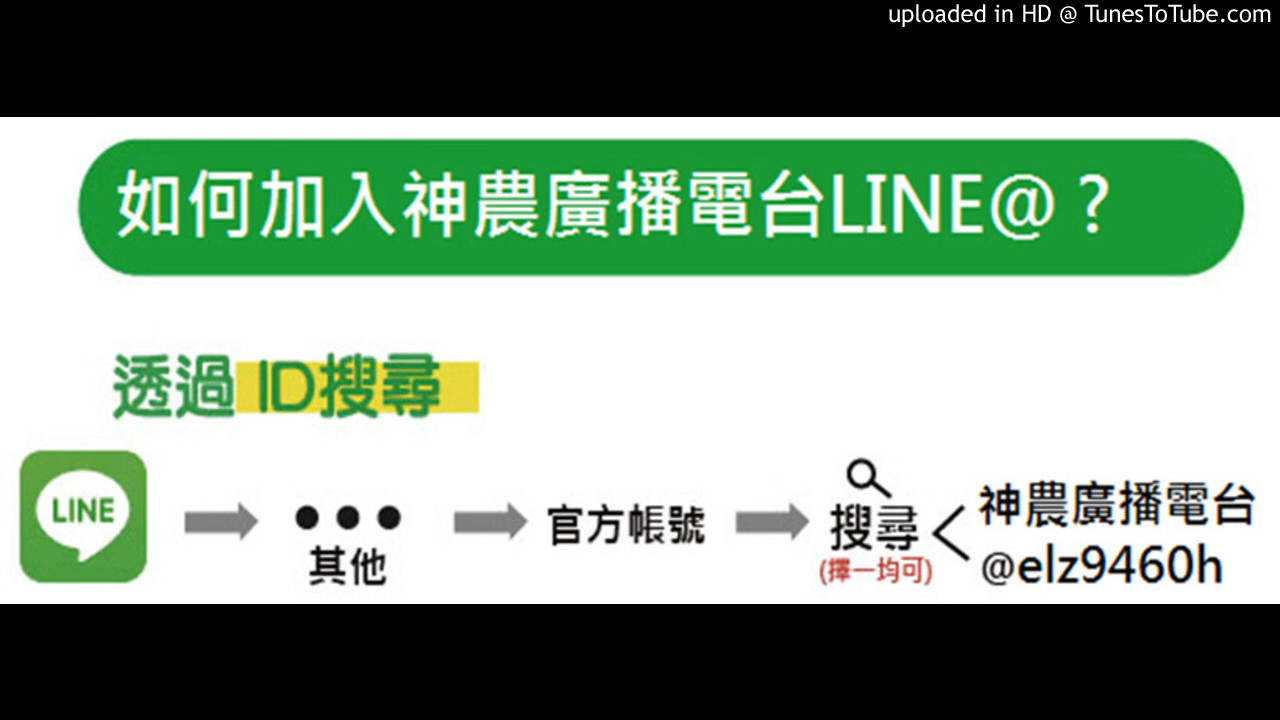 uploaded in HD @ TunesToTube.com
如何加入神農廣播電台LINE@？
透過 ID搜尋
LINE
其他
官方帳號
搜尋
(擇一均可)
神農廣播電台
@elz9460h